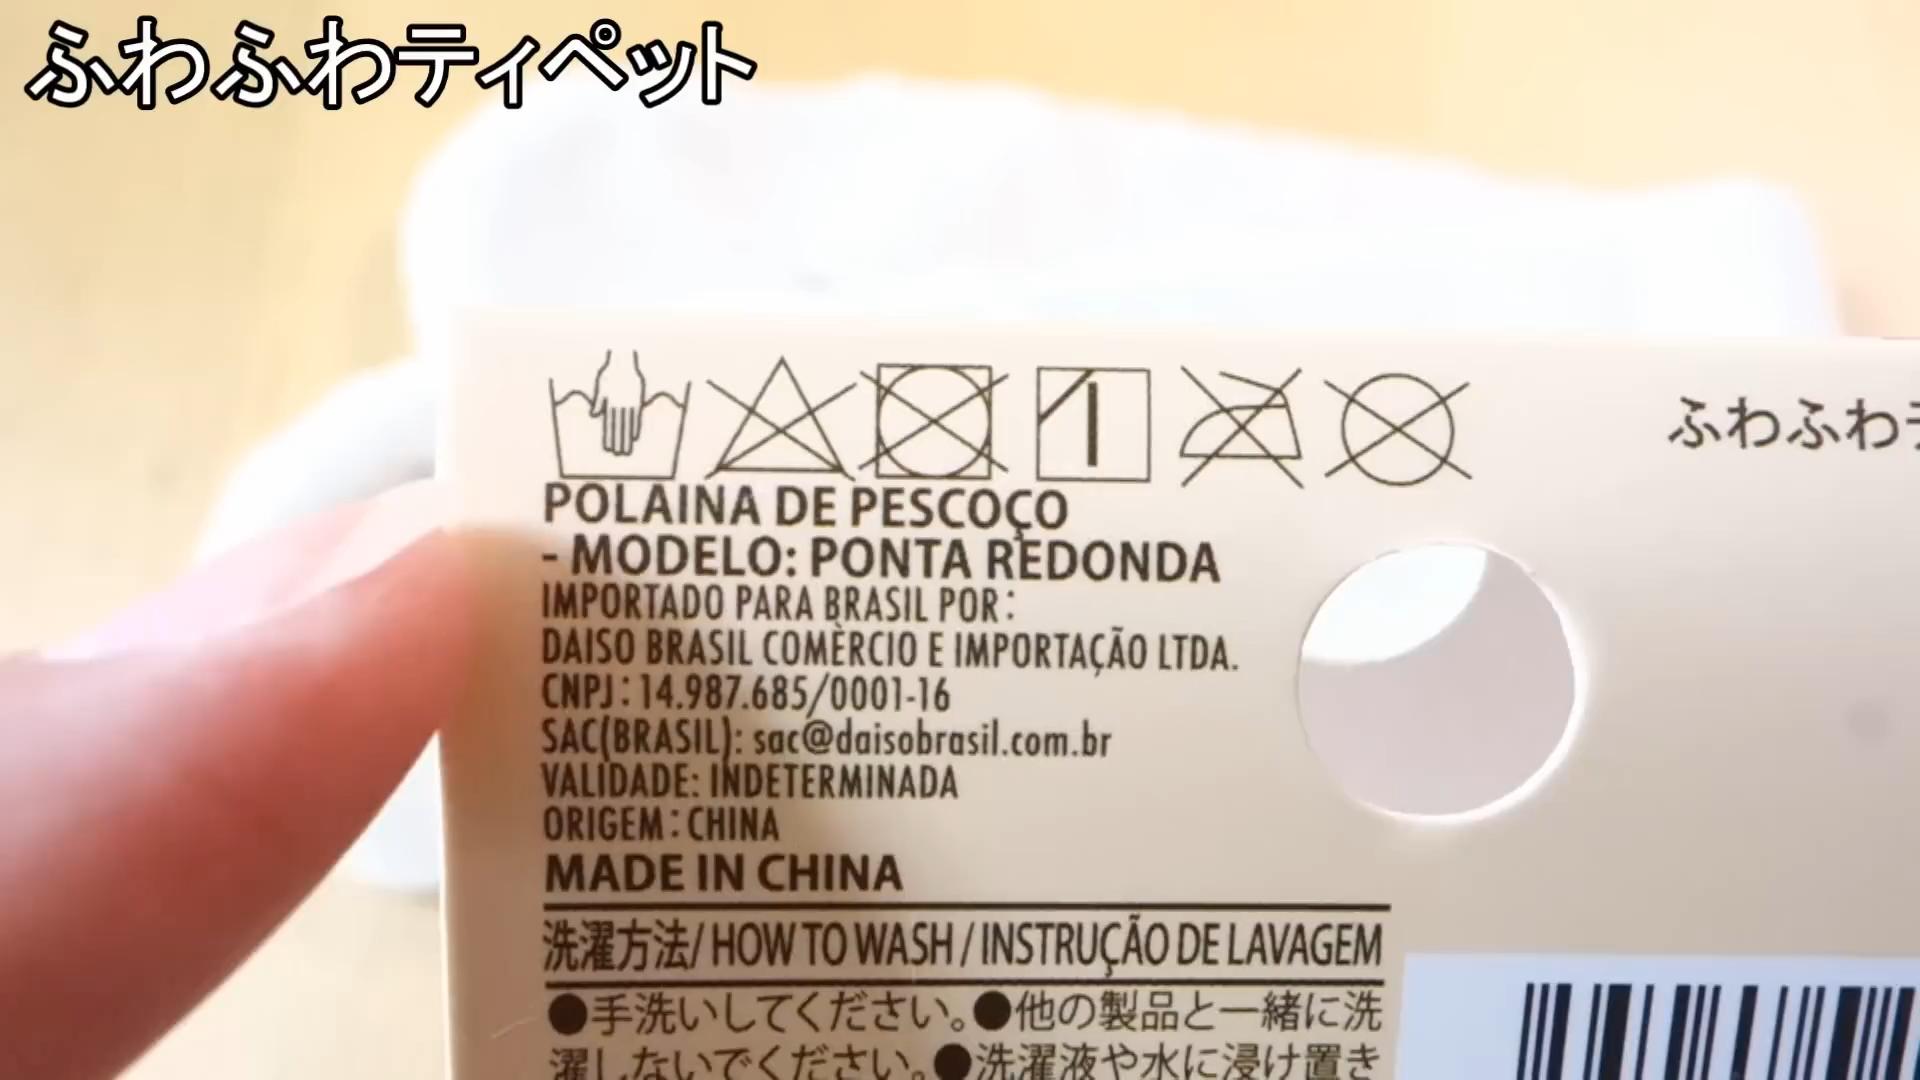 ふわふわティペット
ふわふわ
POLAINA DE PESCOÇO
- MODELO: PONTA REDONDA
IMPORTADO PARA BRASIL POR:
DAISO BRASIL COMÈRCIO E IMPORTAÇÃO LTDA.
CNPJ: 14.987.685/0001-16
SAC(BRASIL): sac@daisobrasil.com.br
VALIDADE: INDETERMINADA
ORIGEM: CHINA
MADE IN CHINA
洗濯方法/ HOW TO WASH / INSTRUÇÃO DE LAVAGEM
●手洗いしてください。●他の製品と一緒に洗
濯しないでください。●洗濯液や水に浸け置き